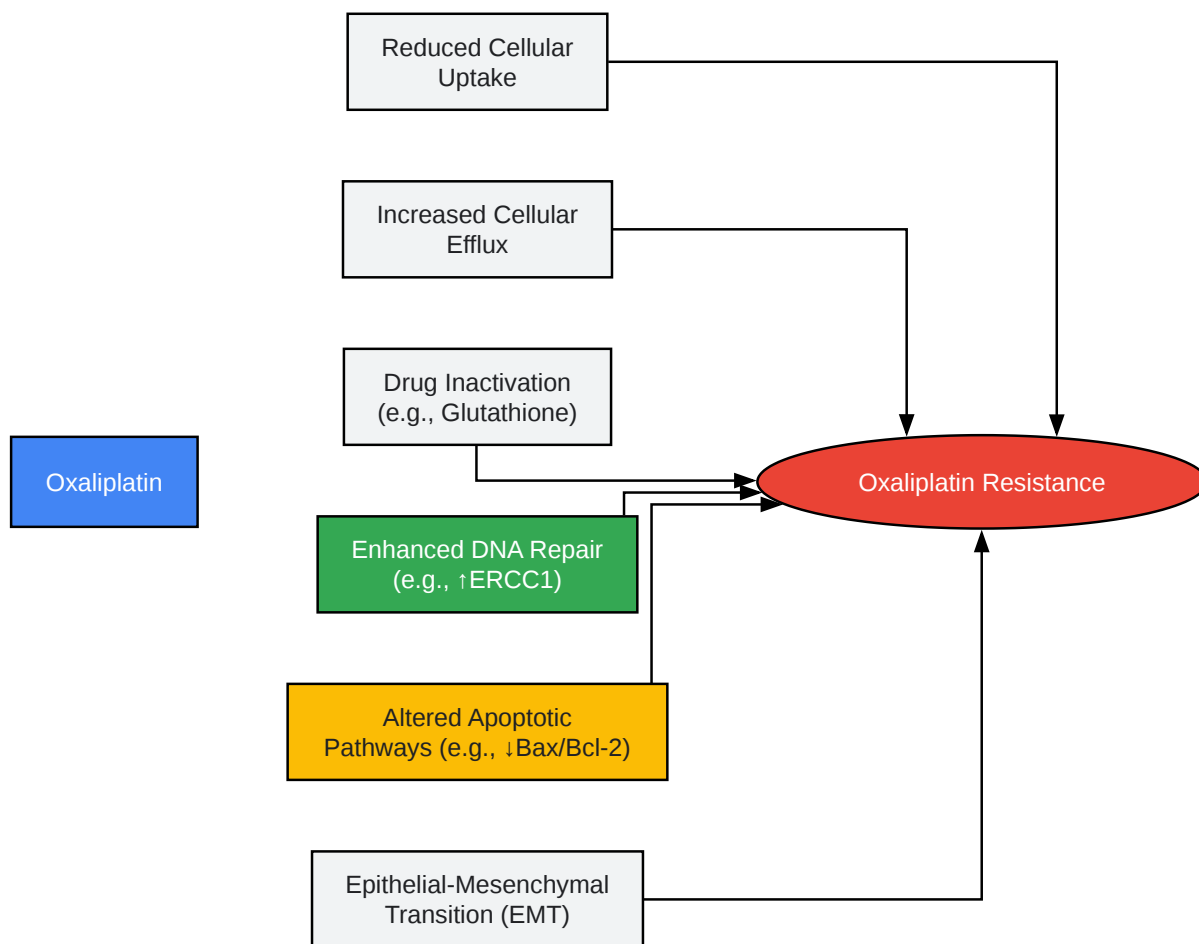 Reduced Cellular
Uptake
Increased Cellular
Efflux
Drug Inactivation
(e.g., Glutathione)
Oxaliplatin
Oxaliplatin Resistance
Enhanced DNA Repair
(e.g., ↑ERCC1)
Altered Apoptotic
Pathways (e.g., ↓Bax/Bcl-2)
Epithelial-Mesenchymal
Transition (EMT)